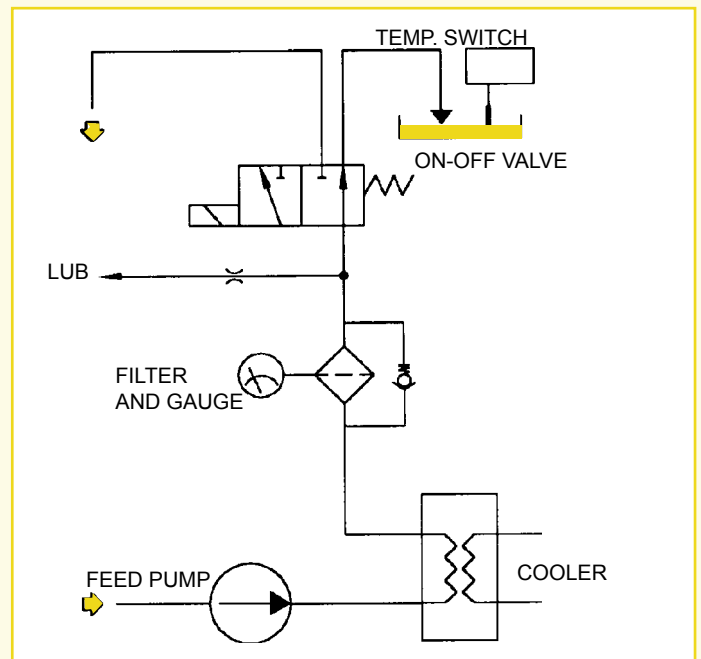 TEMP. SWITCH
ON-OFF VALVE
LUB
FILTER
AND GAUGE
FEED PUMP
COOLER